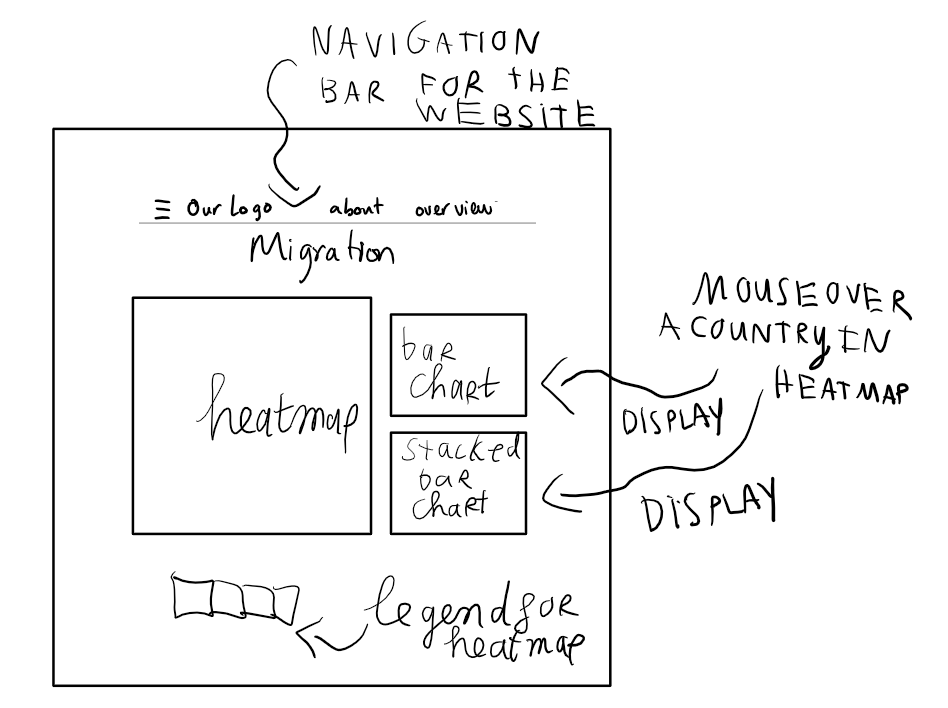 NAVIGATION
BAR FOR THE
WEBSITE
☰ Our Logo about overview
Migration
heatmap
bar
chart
stacked
bar
chart
MOUSEOVER
A COUNTRY IN
HEATMAP
DISPLAY
DISPLAY
legend for
heatmap